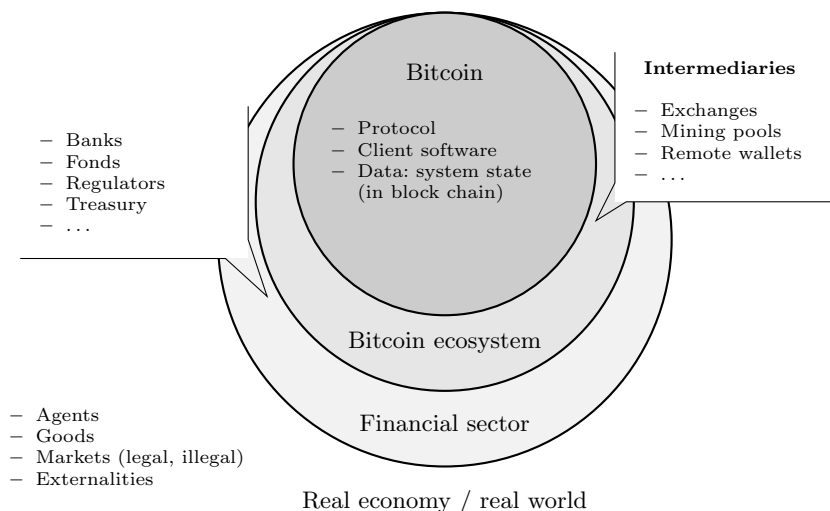 Bitcoin
– Protocol
– Client software
– Data: system state
(in block chain)
Intermediaries
– Exchanges
– Mining pools
– Remote wallets
– ...
– Banks
– Fonds
– Regulators
– Treasury
– ...
Bitcoin ecosystem
Financial sector
– Agents
– Goods
– Markets (legal, illegal)
– Externalities
Real economy / real world